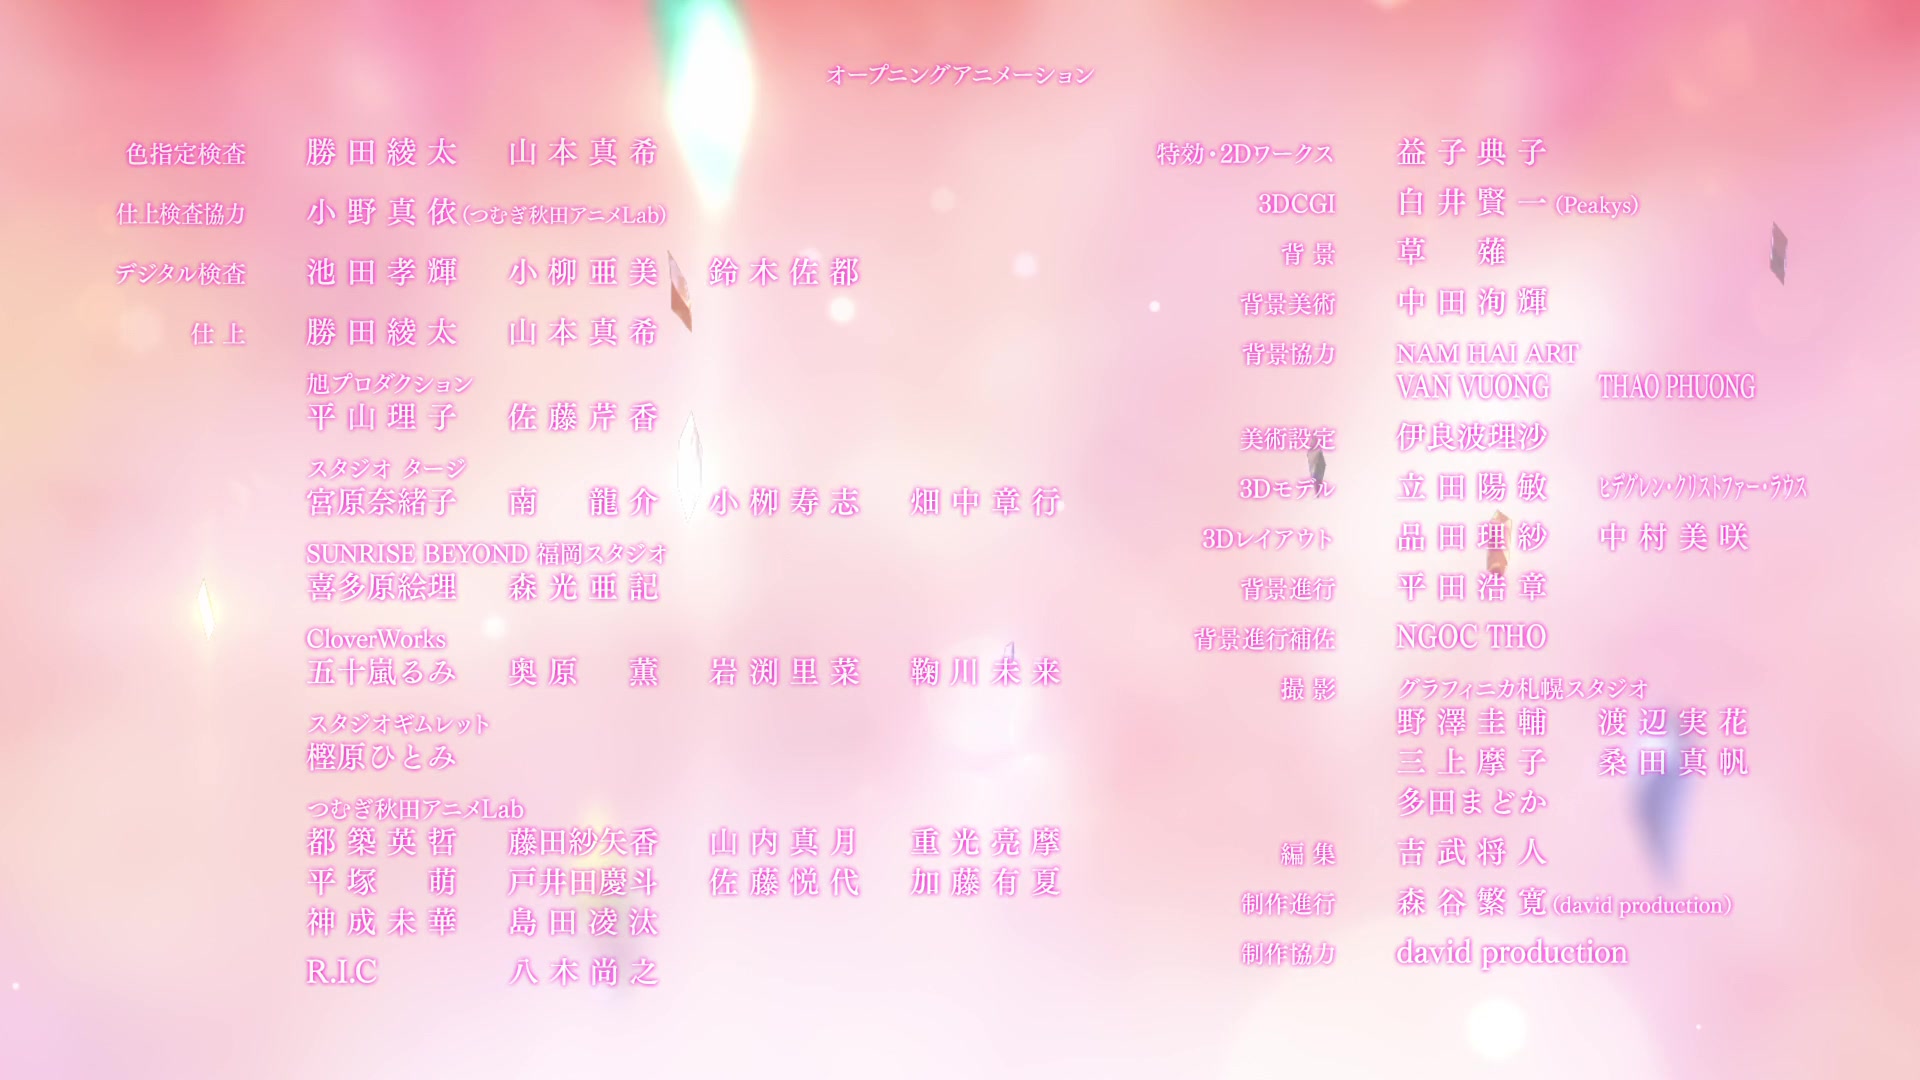 オープニングアニメーション
色指定検査 勝田綾太 山本真希
仕上検査協力 小野真依(つむぎ秋田アニメLab)
デジタル検査 池田孝輝 小柳亜美 鈴木佐都
仕上 勝田綾太 山本真希
旭プロダクション
平山理子 佐藤芹香
スタジオ タージ
宮原奈緒子 南龍介 小栁寿志 畑中章行
SUNRISE BEYOND 福岡スタジオ
喜多原絵理 森光亜記
CloverWorks
五十嵐るみ 奥原薫 岩渕里菜 鞠川未来
スタジオギムレット
樫原ひとみ
つむぎ秋田アニメLab
都築英哲 藤田紗矢香 山内真月 重光亮摩
平塚萌 戸井田慶斗 佐藤悦代 加藤有夏
神成未華 島田凌汰
R.I.C 八木尚之
特効・2Dワークス 益子典子
3DCGI 白井賢一(Peakys)
背景 草薙
背景美術 中田洵輝
背景協力 NAM HAI ART
VAN VUONG THAO PHUONG
美術設定 伊良波理沙
3Dモデル 立田陽敏 ヒデグレン・クリストファー・ラウス
3Dレイアウト 品田理紗 中村美咲
背景進行 平田浩章
背景進行補佐 NGOC THO
撮影 グラフィニカ札幌スタジオ
野澤圭輔 渡辺実花
三上摩子 桑田真帆
多田まどか
編集 吉武将人
制作進行 森谷繁寛(david production)
制作協力 david production